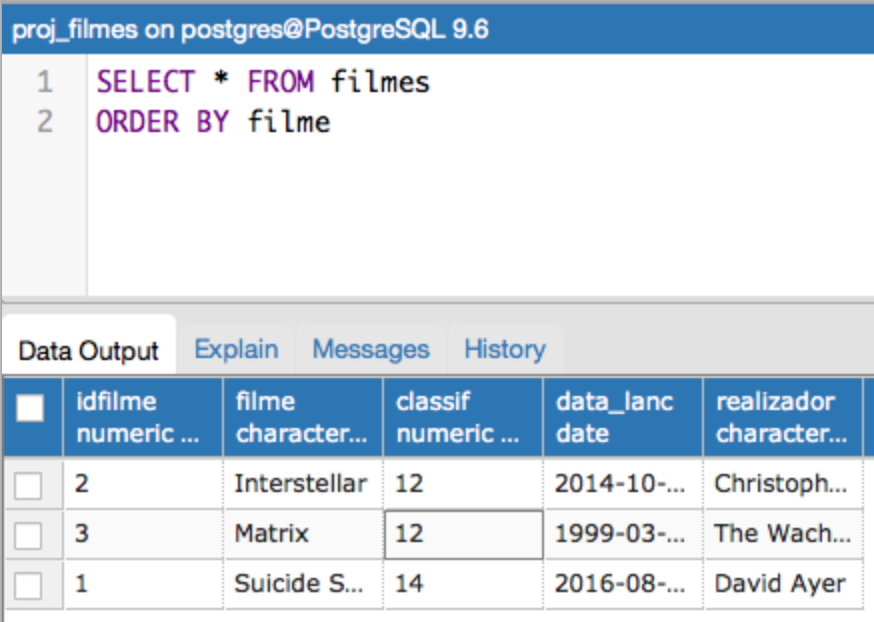 proj_filmes on postgres@PostgreSQL 9.6
1 SELECT * FROM filmes
2 ORDER BY filme
Data Output Explain Messages History
idfilme filme classif data_lanc realizador
numeric ... character... numeric ... date character...
2 Interstellar 12 2014-10-... Christoph...
3 Matrix 12 1999-03-... The Wach...
1 Suicide S... 14 2016-08-... David Ayer